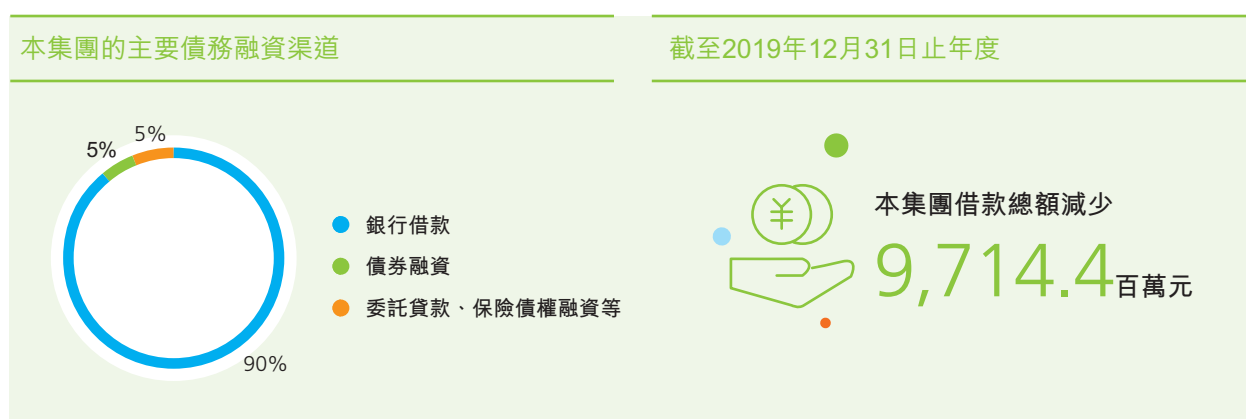 本集團的主要債務融資渠道
5%
5%
90%
銀行借款
債券融資
委託貸款、保險債權融資等
截至2019年12月31日止年度
¥
本集團借款總額減少
9,714.4百萬元